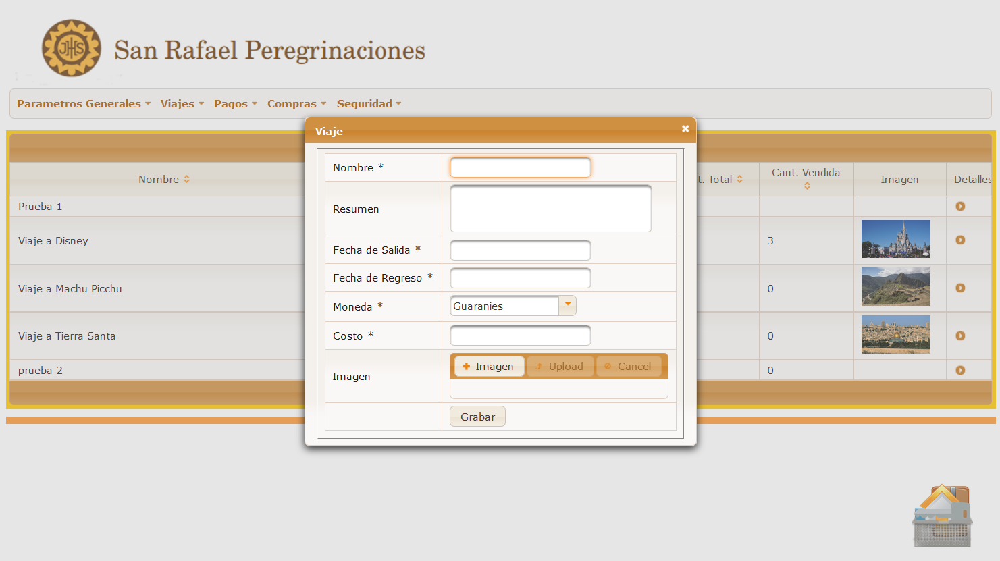 JHS
San Rafael Peregrinaciones
Parametros Generales Viajes Pagos Compras Seguridad
Viaje
Nombre *
Resumen
Fecha de Salida *
Fecha de Regreso *
Moneda * Guaranies
Costo *
Imagen Imagen Upload Cancel
Grabar
Nombre t. Total Cant. Vendida Imagen Detalles
Prueba 1
Viaje a Disney 3
Viaje a Machu Picchu 0
Viaje a Tierra Santa 0
prueba 2 0